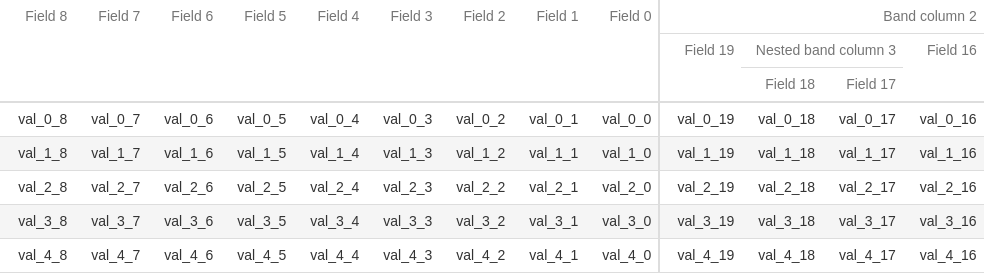 Field 8 Field 7 Field 6 Field 5 Field 4 Field 3 Field 2 Field 1 Field 0 Band column 2
Field 19 Nested band column 3 Field 16
Field 18 Field 17
val_0_8 val_0_7 val_0_6 val_0_5 val_0_4 val_0_3 val_0_2 val_0_1 val_0_0 val_0_19 val_0_18 val_0_17 val_0_16
val_1_8 val_1_7 val_1_6 val_1_5 val_1_4 val_1_3 val_1_2 val_1_1 val_1_0 val_1_19 val_1_18 val_1_17 val_1_16
val_2_8 val_2_7 val_2_6 val_2_5 val_2_4 val_2_3 val_2_2 val_2_1 val_2_0 val_2_19 val_2_18 val_2_17 val_2_16
val_3_8 val_3_7 val_3_6 val_3_5 val_3_4 val_3_3 val_3_2 val_3_1 val_3_0 val_3_19 val_3_18 val_3_17 val_3_16
val_4_8 val_4_7 val_4_6 val_4_5 val_4_4 val_4_3 val_4_2 val_4_1 val_4_0 val_4_19 val_4_18 val_4_17 val_4_16